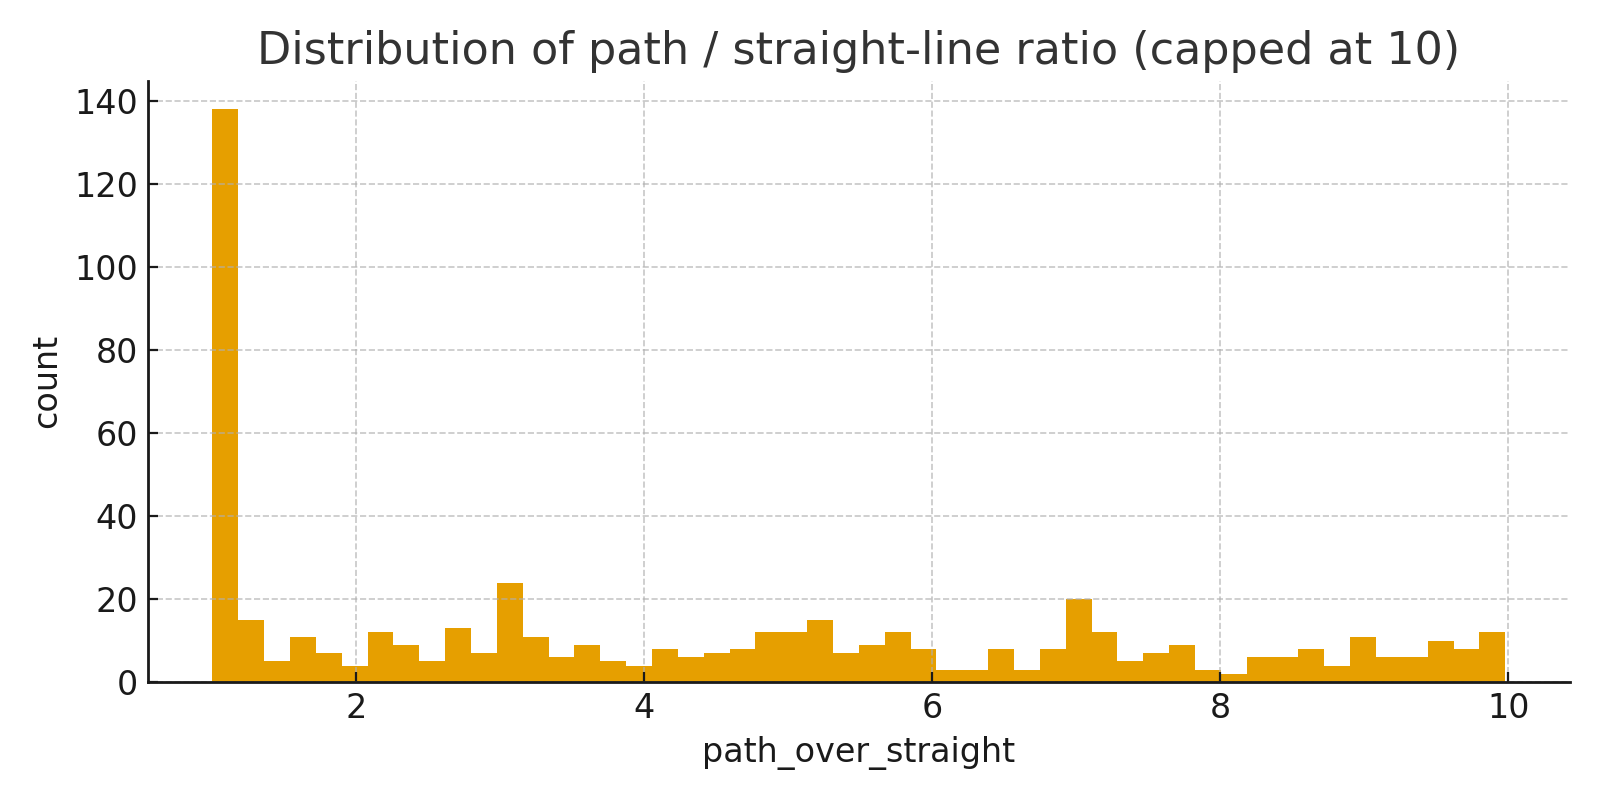 Distribution of path / straight-line ratio (capped at 10)
140
120
100
80
60
40
20
0
count
2 4 6 8 10
path_over_straight